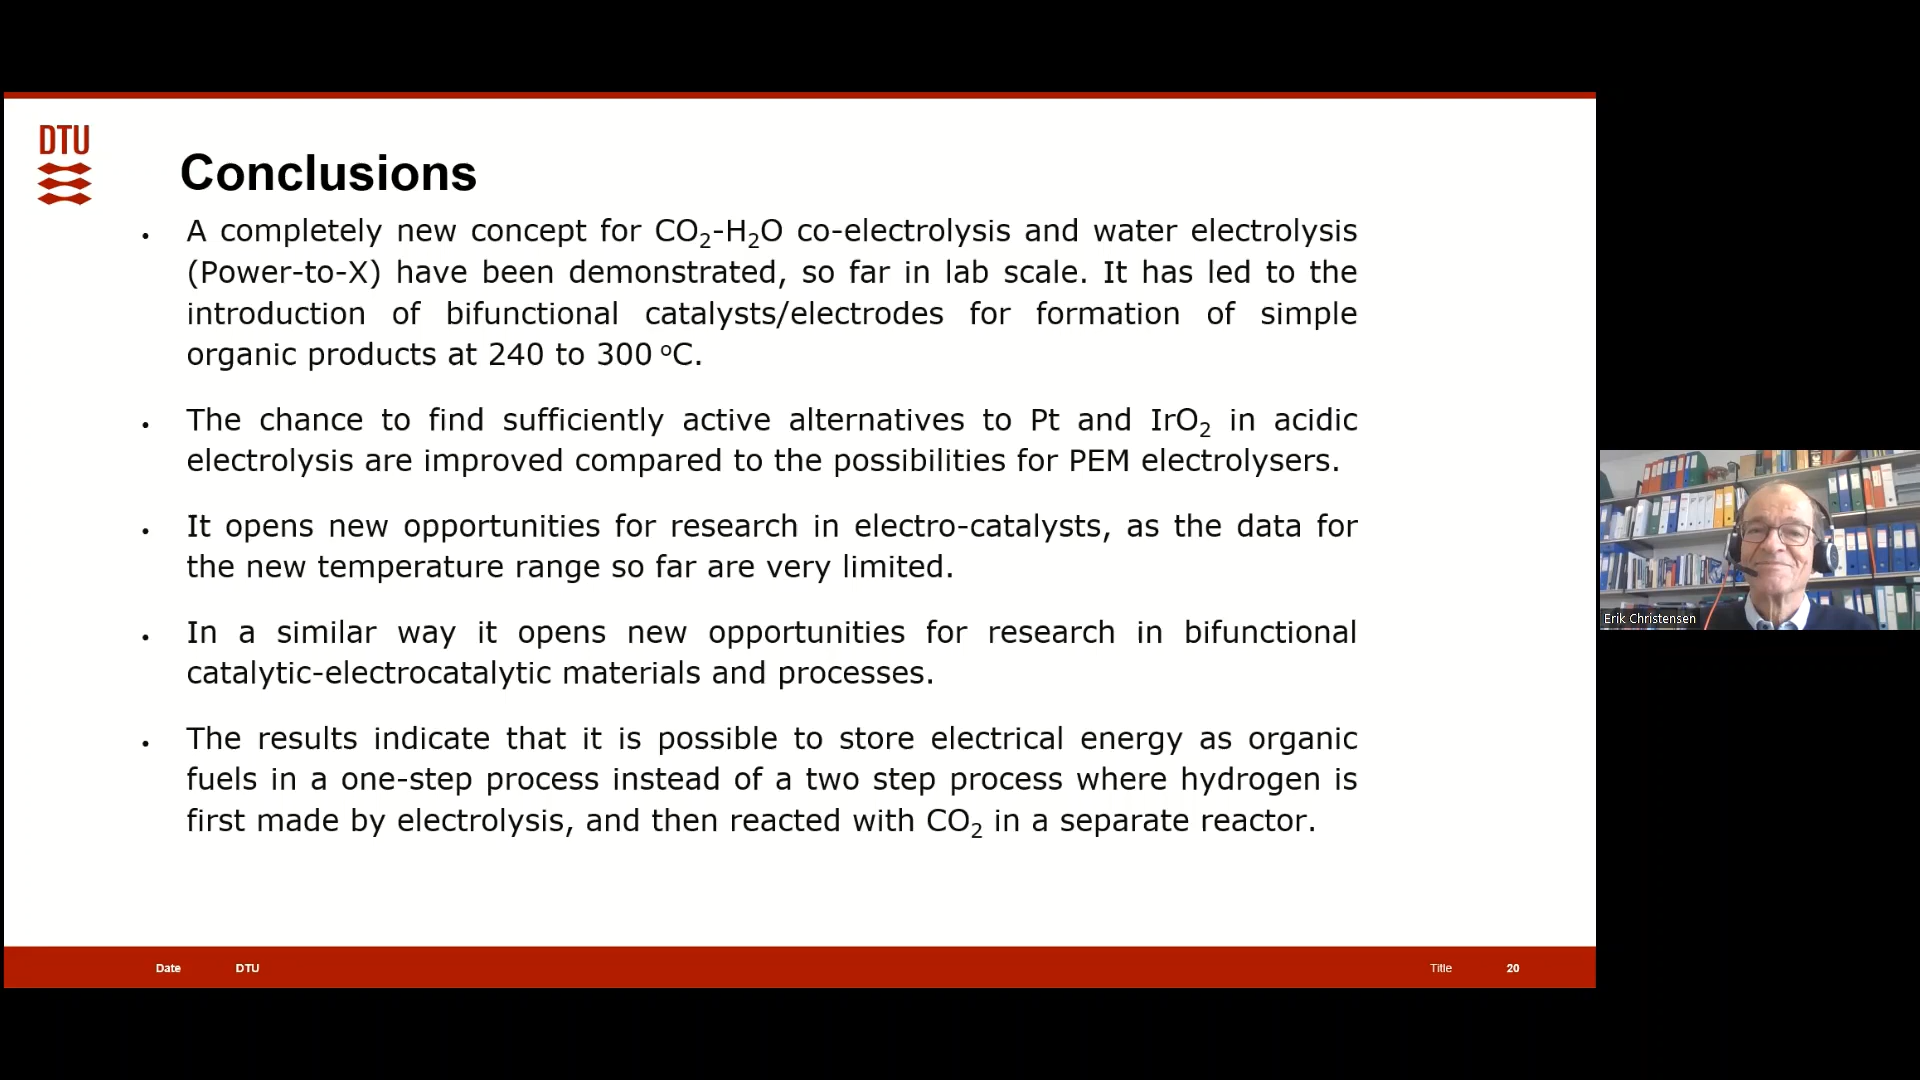 DTU
Conclusions
• A completely new concept for CO₂-H₂O co-electrolysis and water electrolysis
(Power-to-X) have been demonstrated, so far in lab scale. It has led to the
introduction of bifunctional catalysts/electrodes for formation of simple
organic products at 240 to 300 ºC.
• The chance to find sufficiently active alternatives to Pt and IrO₂ in acidic
electrolysis are improved compared to the possibilities for PEM electrolysers.
• It opens new opportunities for research in electro-catalysts, as the data for
the new temperature range so far are very limited.
• In a similar way it opens new opportunities for research in bifunctional
catalytic-electrocatalytic materials and processes.
• The results indicate that it is possible to store electrical energy as organic
fuels in a one-step process instead of a two step process where hydrogen is
first made by electrolysis, and then reacted with CO₂ in a separate reactor.
Date DTU Title 20
Erik Christensen